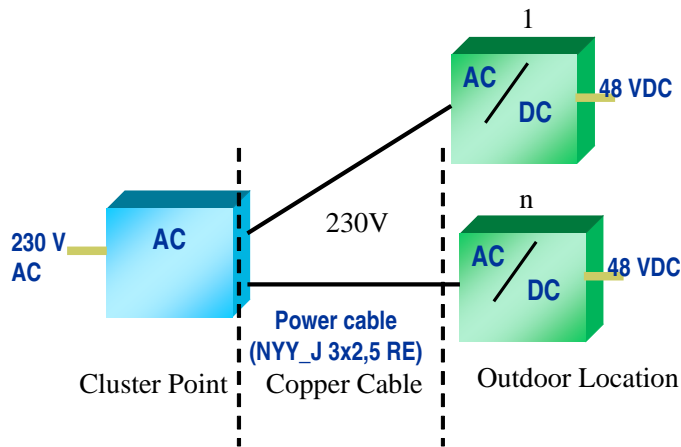 1
AC
DC
48 VDC
230 V
AC
AC
230V
n
AC
DC
48 VDC
Power cable
(NYY_J 3x2,5 RE)
Cluster Point
Copper Cable
Outdoor Location